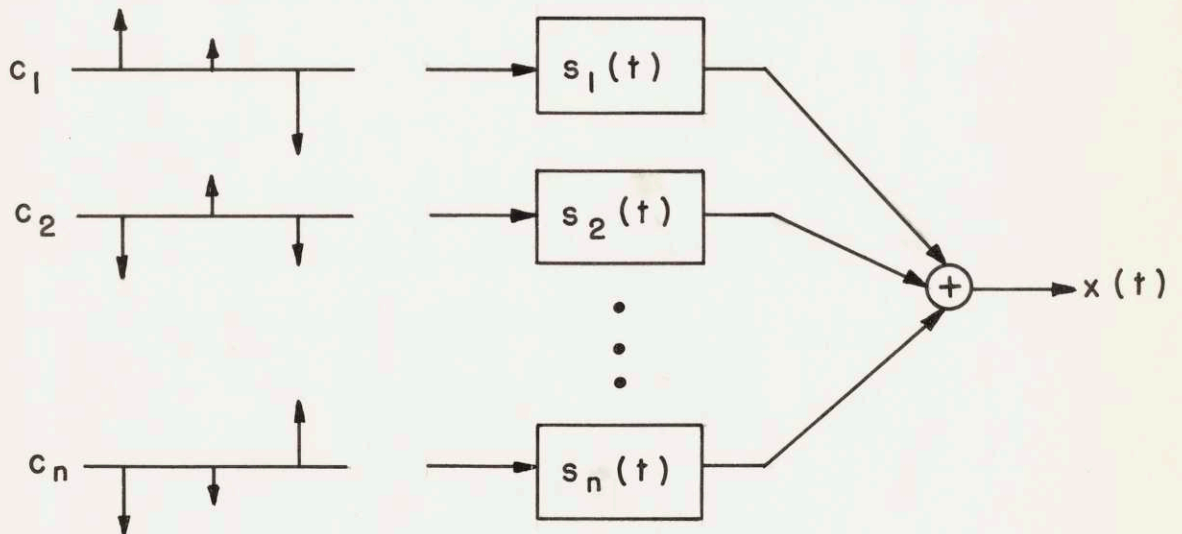 c₁ s₁(t)
c₂ s₂(t)
+ x(t)
cₙ sₙ(t)